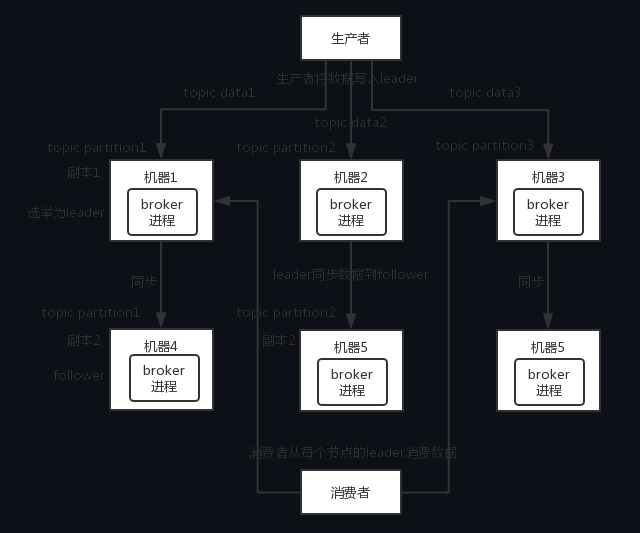 生产者
生产者将数据写入leader
topic data1
topic data3
topic data2
topic partition1
topic partition2
topic partition3
副本1
机器1
broker
进程
机器2
broker
进程
机器3
broker
进程
选举为leader
同步
leader同步数据到follower
同步
topic partition1
topic partition2
副本2
机器4
broker
进程
副本2
机器5
broker
进程
机器5
broker
进程
follower
消费者从每个节点的leader消费数据
消费者